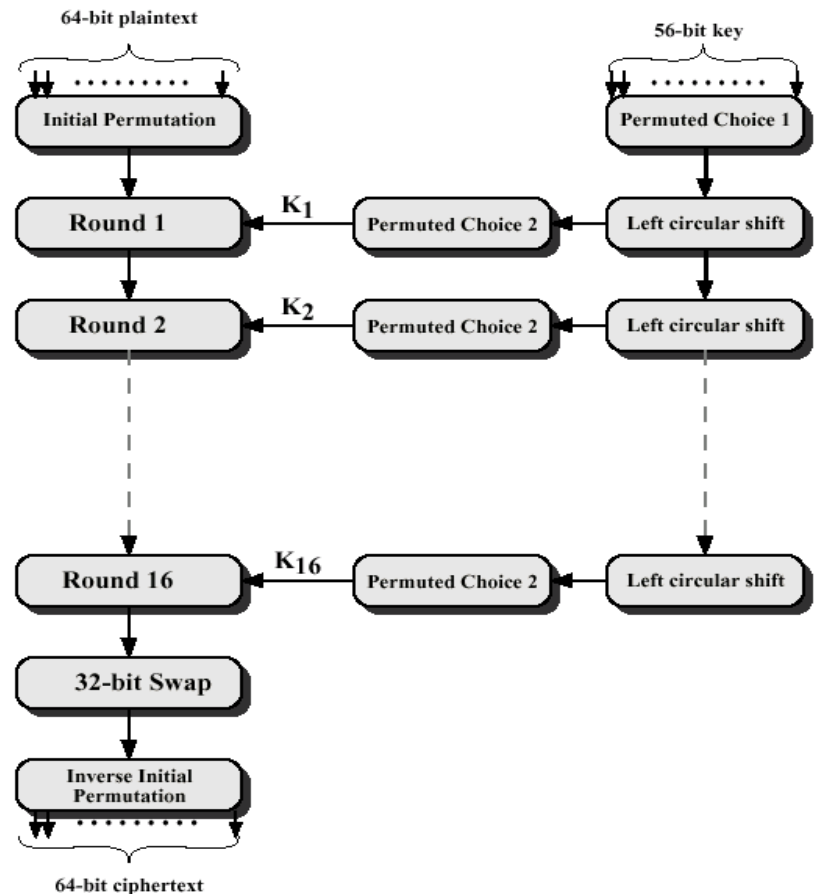 64-bit plaintext
56-bit key
Initial Permutation
Permuted Choice 1
Round 1
K1
Permuted Choice 2
Left circular shift
Round 2
K2
Permuted Choice 2
Left circular shift
Round 16
K16
Permuted Choice 2
Left circular shift
32-bit Swap
Inverse Initial
Permutation
64-bit ciphertext